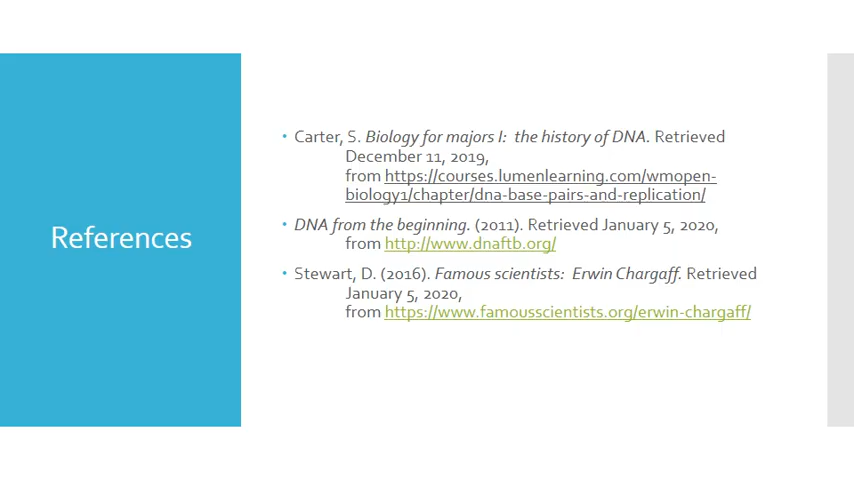 References
• Carter, S. Biology for majors I:  the history of DNA. Retrieved
December 11, 2019,
from https://courses.lumenlearning.com/wmopen-
biology1/chapter/dna-base-pairs-and-replication/
• DNA from the beginning. (2011). Retrieved January 5, 2020,
from http://www.dnaftb.org/
• Stewart, D. (2016). Famous scientists:  Erwin Chargaff. Retrieved
January 5, 2020,
from https://www.famousscientists.org/erwin-chargaff/